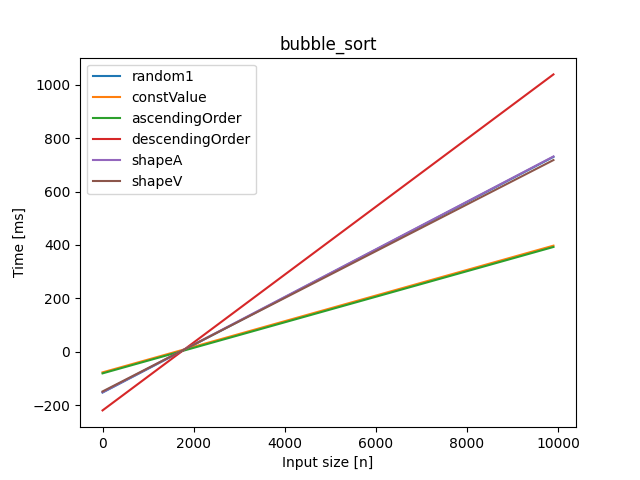 bubble_sort
random1
constValue
ascendingOrder
descendingOrder
shapeA
shapeV
1000
800
600
400
200
0
−200
Time [ms]
0 2000 4000 6000 8000 10000
Input size [n]